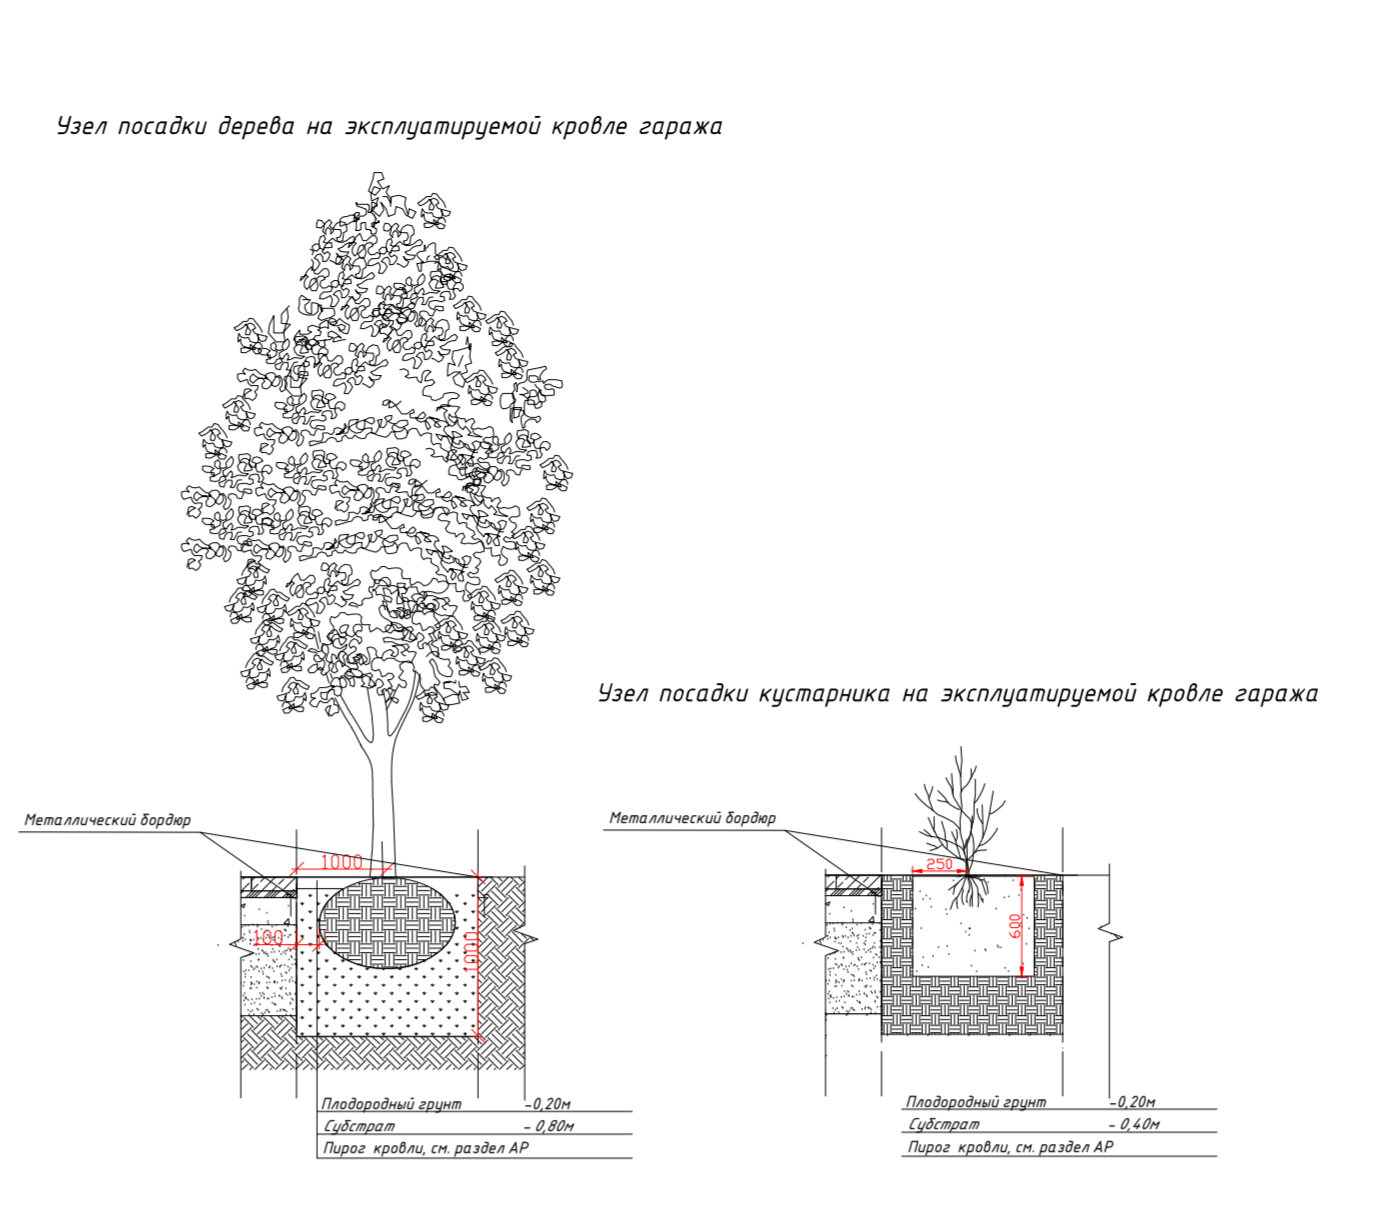 Узел посадки дерева на эксплуатируемой кровле гаража
Узел посадки кустарника на эксплуатируемой кровле гаража
Металлический бордюр
1000
100
1000
Плодородный грунт -0,20м
Субстрат - 0,80м
Пирог кровли, см. раздел АР
Металлический бордюр
250
600
Плодородный грунт -0,20м
Субстрат - 0,40м
Пирог кровли, см. раздел АР